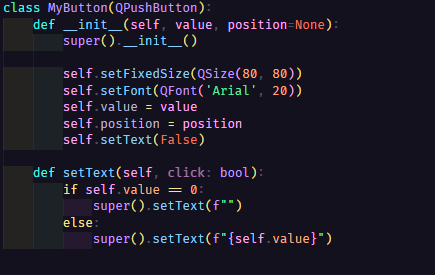 class MyButton(QPushButton):
    def __init__(self, value, position=None):
        super().__init__()

        self.setFixedSize(QSize(80, 80))
        self.setFont(QFont('Arial', 20))
        self.value = value
        self.position = position
        self.setText(False)

    def setText(self, click: bool):
        if self.value == 0:
            super().setText(f"")
        else:
            super().setText(f"{self.value}")